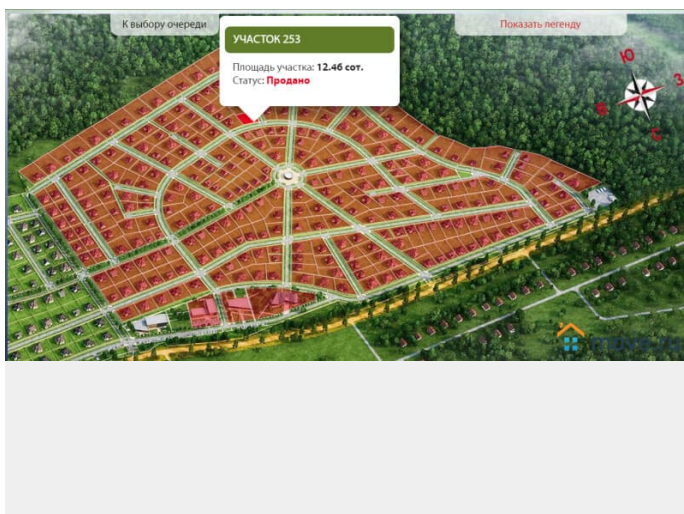 К выбору очереди
Показать легенду
УЧАСТОК 253
Площадь участка: 12.46 сот.
Статус: Продано
Ю
З
В
С